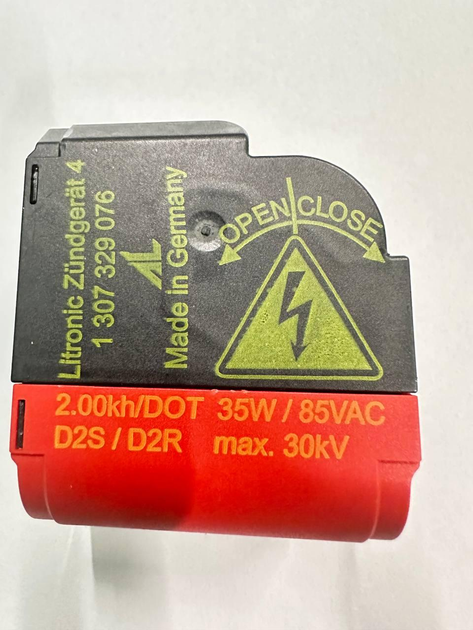 Litronic Zündgerät 4
1 307 329 076
AL
Made in Germany
OPEN CLOSE
2.00kh/DOT 35W / 85VAC
D2S / D2R max. 30kV